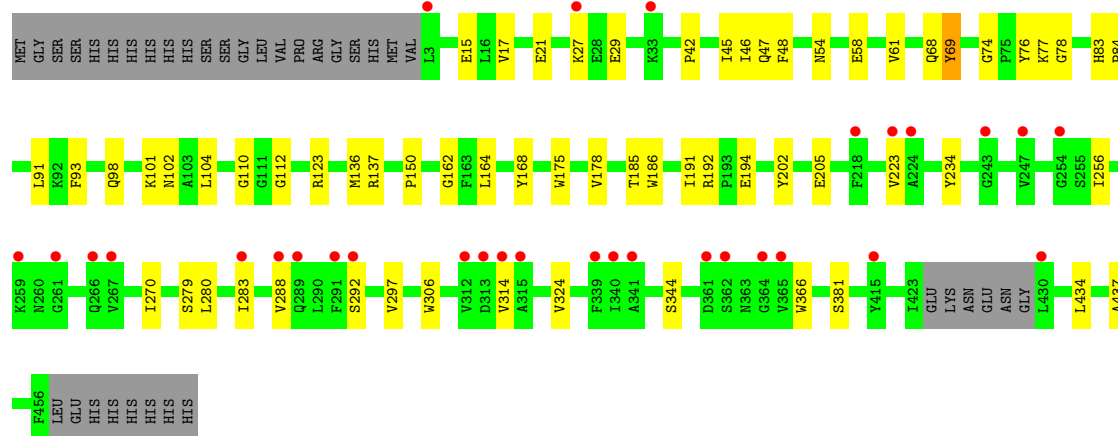 MET GLY SER SER HIS HIS HIS HIS HIS HIS SER SER GLY LEU VAL PRO ARG GLY SER HIS MET VAL L3 E15 L16 V17 E21 K27 E28 E29 K33 P42 I45 I46 Q47 F48 N54 E58 V61 Q68 Y69 G74 P75 Y76 K77 G78 H83
L91 K92 F93 Q98 K101 N102 A103 L104 G110 G111 G112 R123 M136 R137 P150 G162 F163 L164 Y168 W175 V178 T185 W186 I191 R192 P193 E194 Y202 E205 F218 V223 A224 Y234 G243 V247 G254 S255 I256
K259 N260 G261 Q266 V267 I270 S279 L280 I283 V288 Q289 L290 F291 S292 V297 W306 V312 D313 V314 A315 V324 F339 I340 A341 S344 D361 S362 N363 G364 V365 W366 S381 Y415 I423 GLU LYS ASN GLU ASN GLY L430 L434 A437
F456 LEU GLU HIS HIS HIS HIS HIS HIS